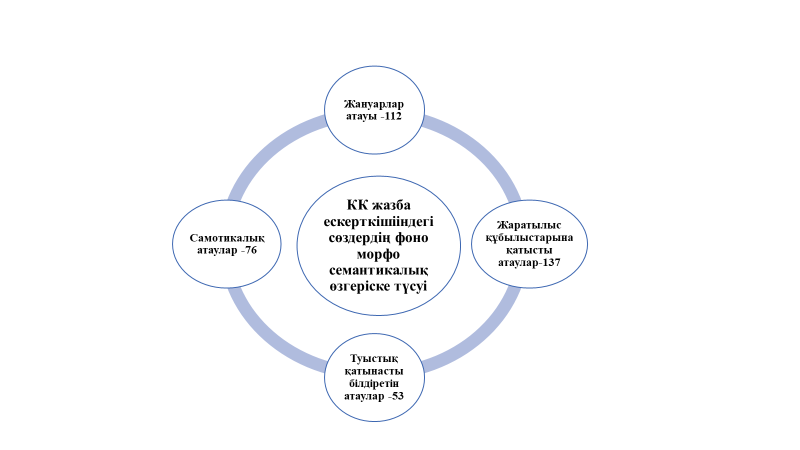 Жануарлар
атауы -112
КК жазба
ескерткішіндегі
сөздердің фоно
морфо
семантикалық
өзгеріске түсуі
Жаратылыс
құбылыстарына
қатысты
атаулар-137
Самотикалық
атаулар -76
Туыстық
қатынасты
білдіретін
атаулар -53